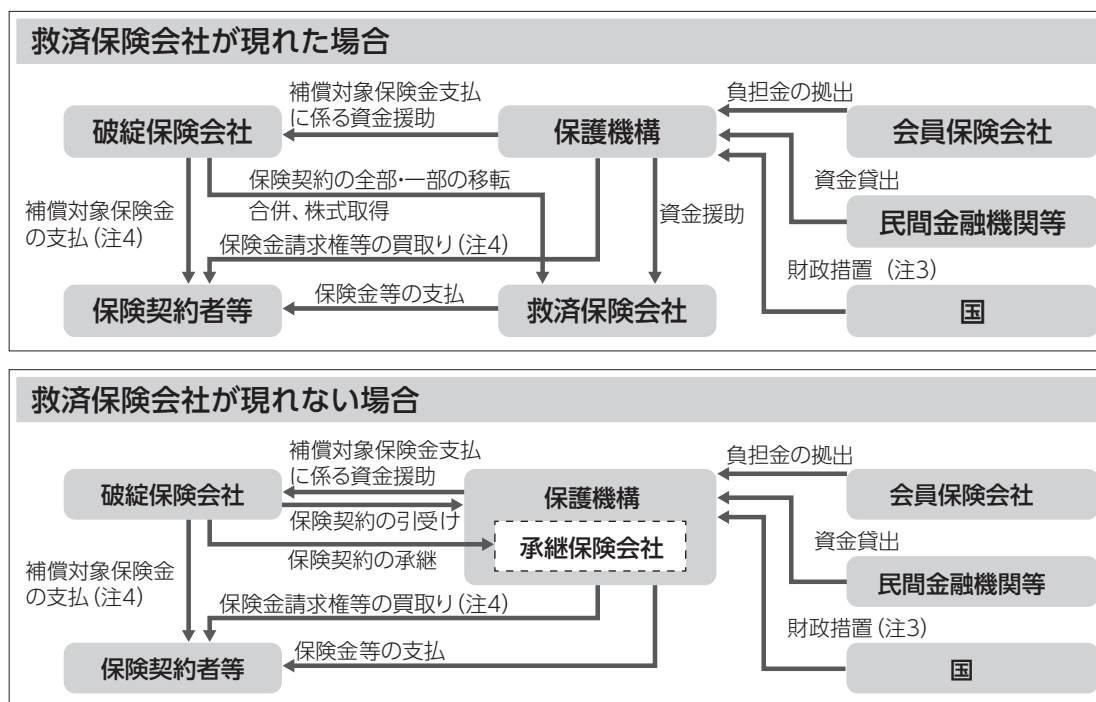 救済保険会社が現れた場合
補償対象保険金支払
に係る資金援助
負担金の拠出
破綻保険会社
保護機構
会員保険会社
保険契約の全部・一部の移転
資金貸出
補償対象保険金
の支払(注4)
合併、株式取得
資金援助
民間金融機関等
保険金請求権等の買取り(注4)
財政措置 (注3)
保険金等の支払
保険契約者等
救済保険会社
国
救済保険会社が現れない場合
補償対象保険金支払
に係る資金援助
負担金の拠出
破綻保険会社
保護機構
会員保険会社
保険契約の引受け
承継保険会社
資金貸出
保険契約の承継
補償対象保険金
の支払(注4)
民間金融機関等
保険金請求権等の買取り(注4)
財政措置(注3)
保険金等の支払
保険契約者等
国